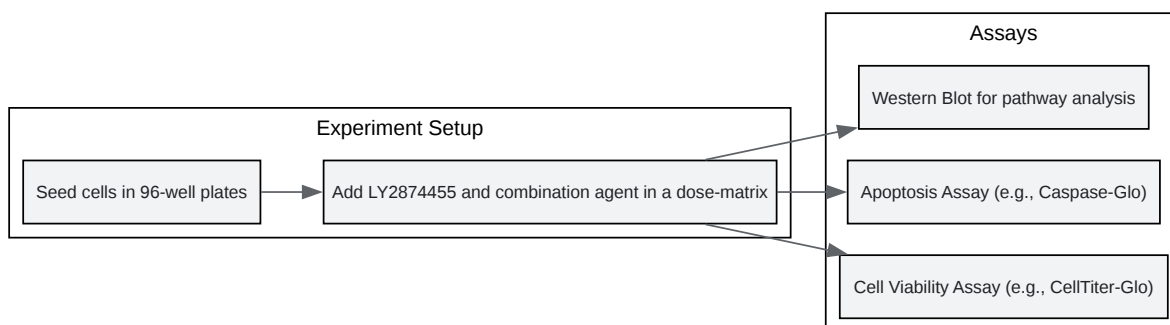 Experiment Setup
Seed cells in 96-well plates
Add LY2874455 and combination agent in a dose-matrix
Assays
Western Blot for pathway analysis
Apoptosis Assay (e.g., Caspase-Glo)
Cell Viability Assay (e.g., CellTiter-Glo)